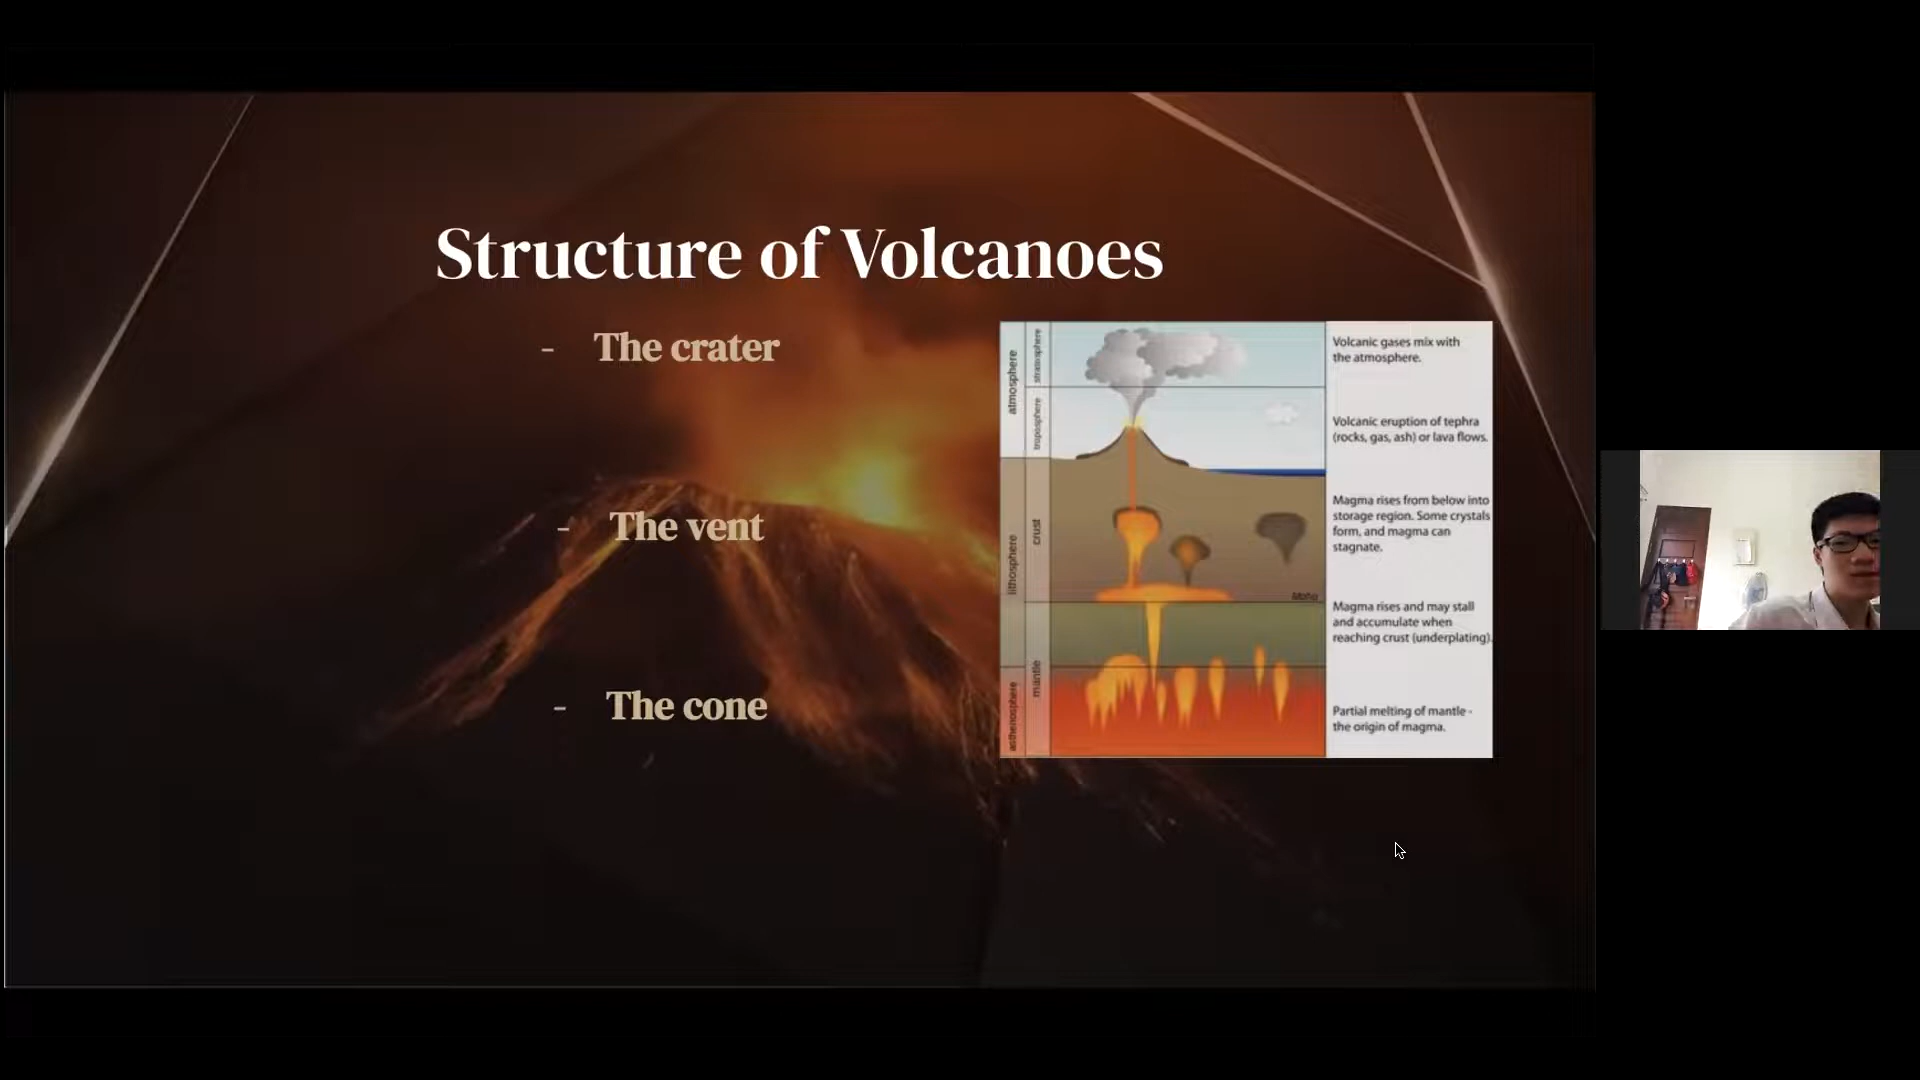 Structure of Volcanoes
- The crater
- The vent
- The cone
atmosphere
stratosphere
troposphere
lithosphere
crust
mantle
asthenosphere
Moho
Volcanic gases mix with
the atmosphere.
Volcanic eruption of tephra
(rocks, gas, ash) or lava flows.
Magma rises from below into
storage region. Some crystals
form, and magma can
stagnate.
Magma rises and may stall
and accumulate when
reaching crust (underplating).
Partial melting of mantle -
the origin of magma.